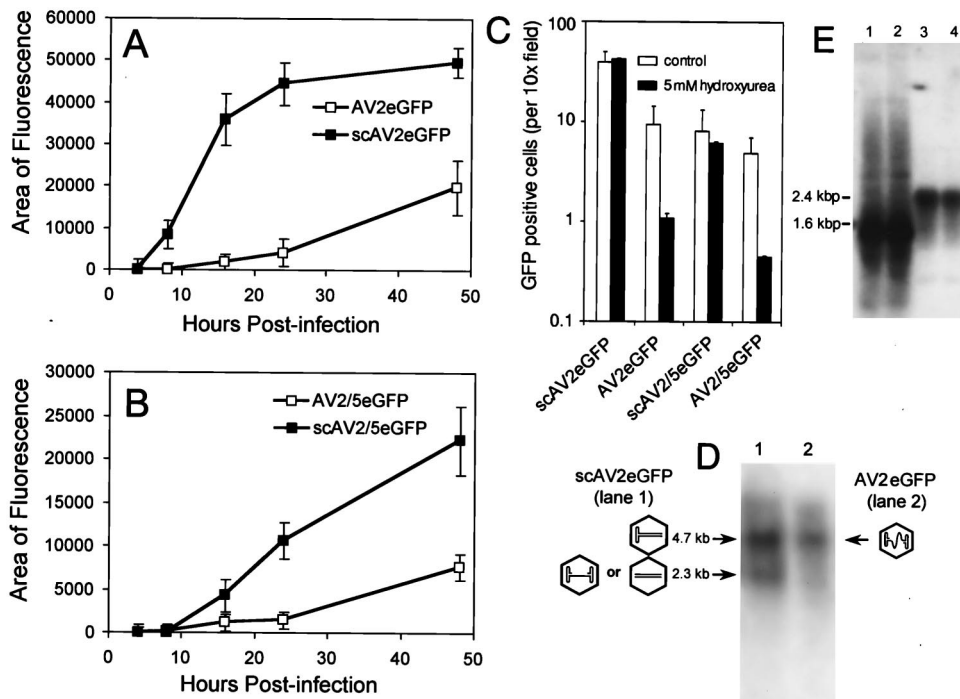 A
60000
50000
40000
30000
20000
10000
0
Area of Fluorescence
AV2eGFP
scAV2eGFP
0 10 20 30 40 50
Hours Post-infection
B
30000
25000
20000
15000
10000
5000
0
Area of Fluorescence
AV2/5eGFP
scAV2/5eGFP
0 10 20 30 40 50
Hours Post-infection
C
100
10
1
0.1
GFP positive cells (per 10x field)
control
5 mM hydroxyurea
scAV2eGFP
AV2eGFP
scAV2/5eGFP
AV2/5eGFP
E
1 2 3 4
2.4 kbp
1.6 kbp
D
1 2
scAV2eGFP
(lane 1)
4.7 kb
or
2.3 kb
AV2eGFP
(lane 2)